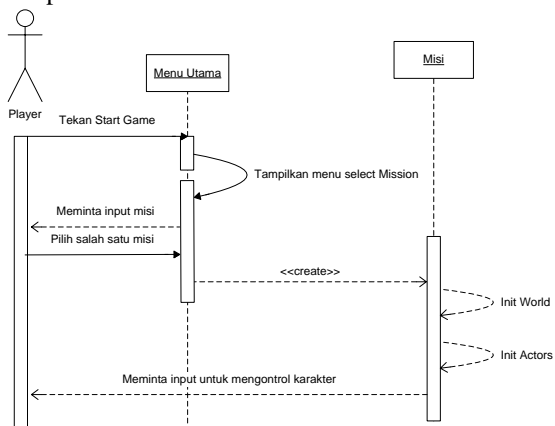 Menu Utama
Misi
Player
Tekan Start Game
Tampilkan menu select Mission
Meminta input misi
Pilih salah satu misi
<<create>>
Init World
Init Actors
Meminta input untuk mengontrol karakter